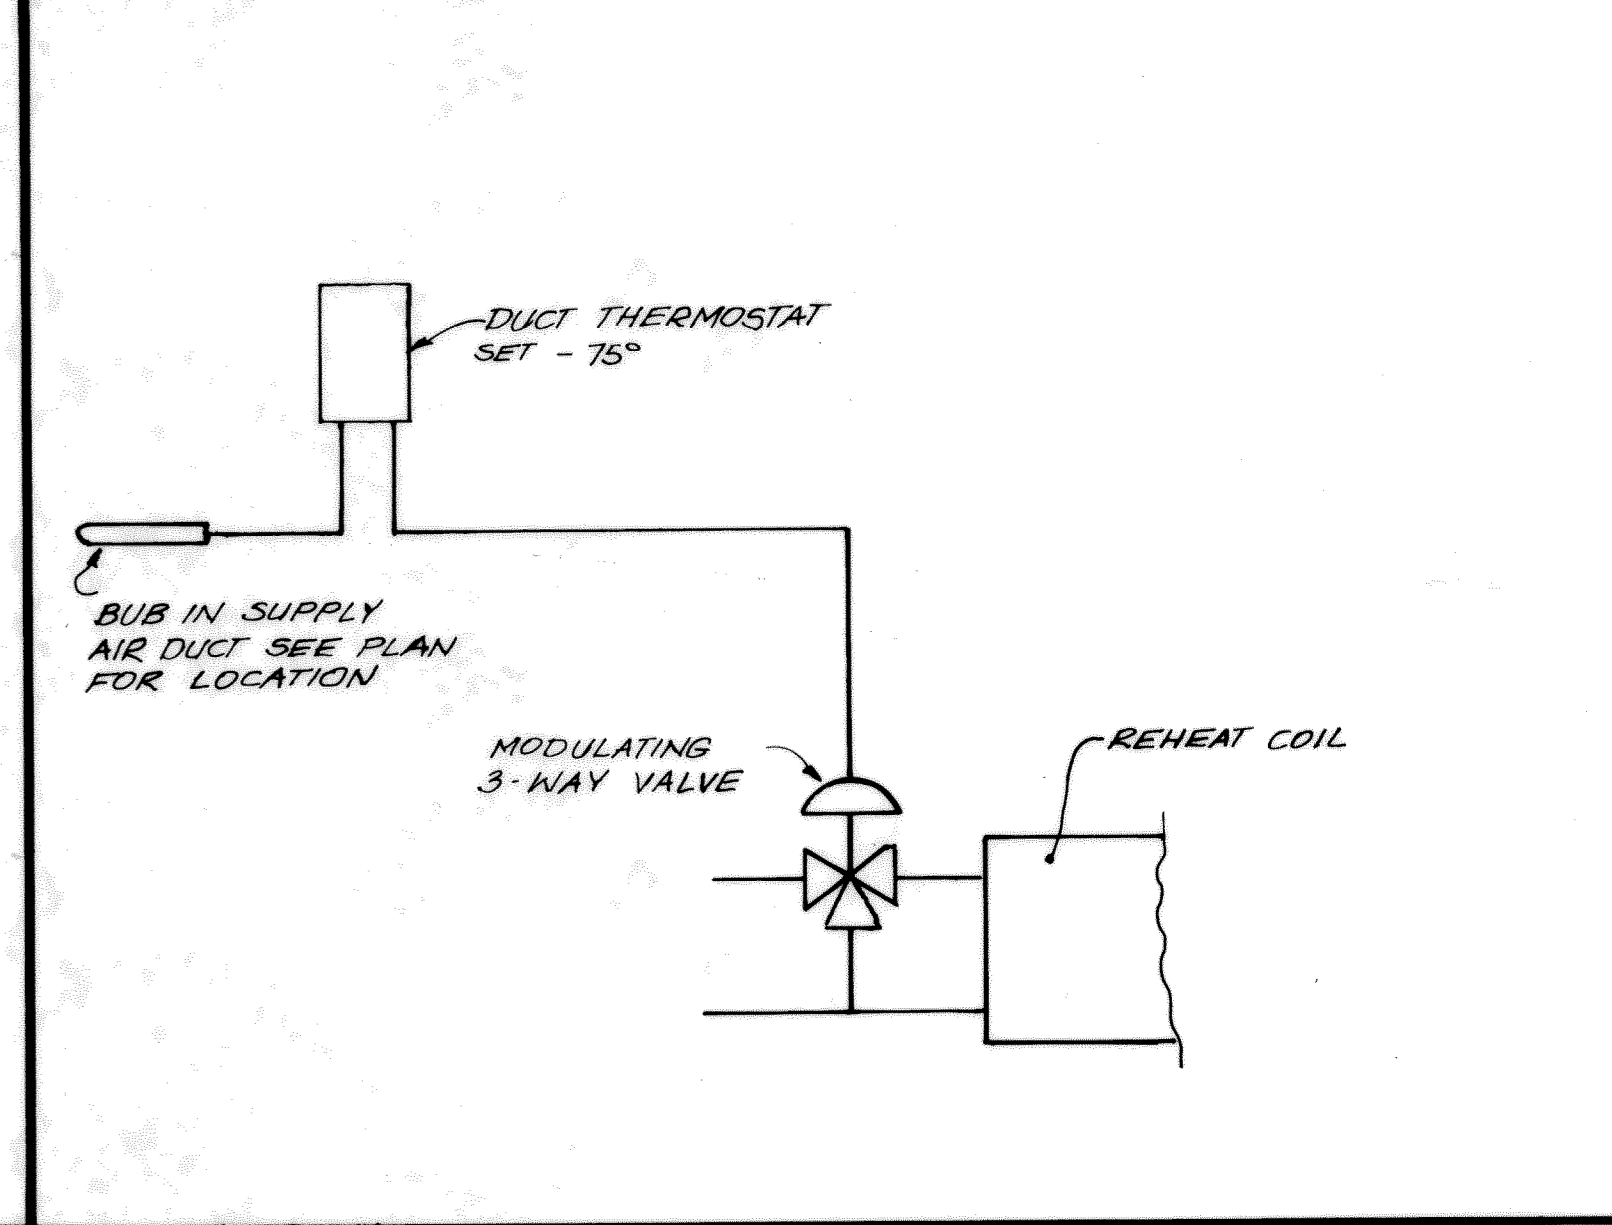 DUCT THERMOSTAT
SET - 75°
BUB IN SUPPLY
AIR DUCT SEE PLAN
FOR LOCATION
MODULATING
3-WAY VALVE
REHEAT COIL